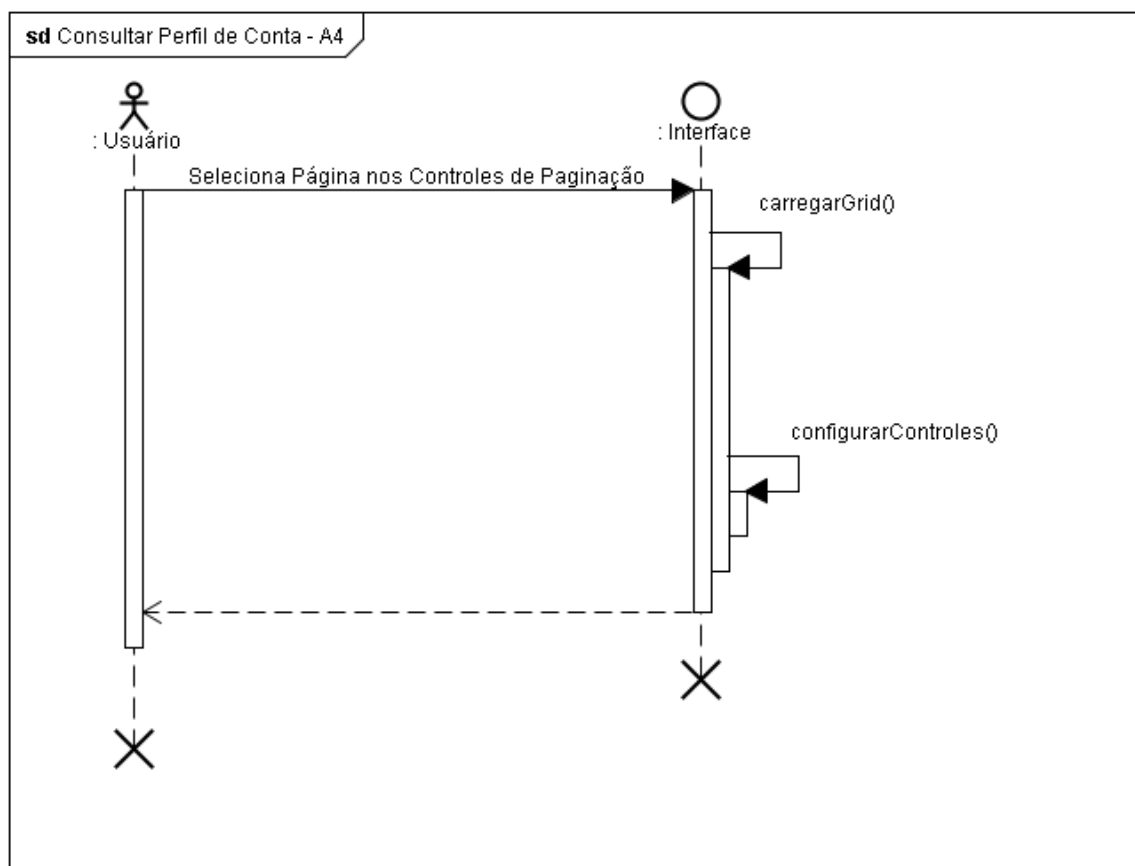 sd Consultar Perfil de Conta - A4
: Usuário
: Interface
Seleciona Página nos Controles de Paginação
carregarGrid()
configurarControles()